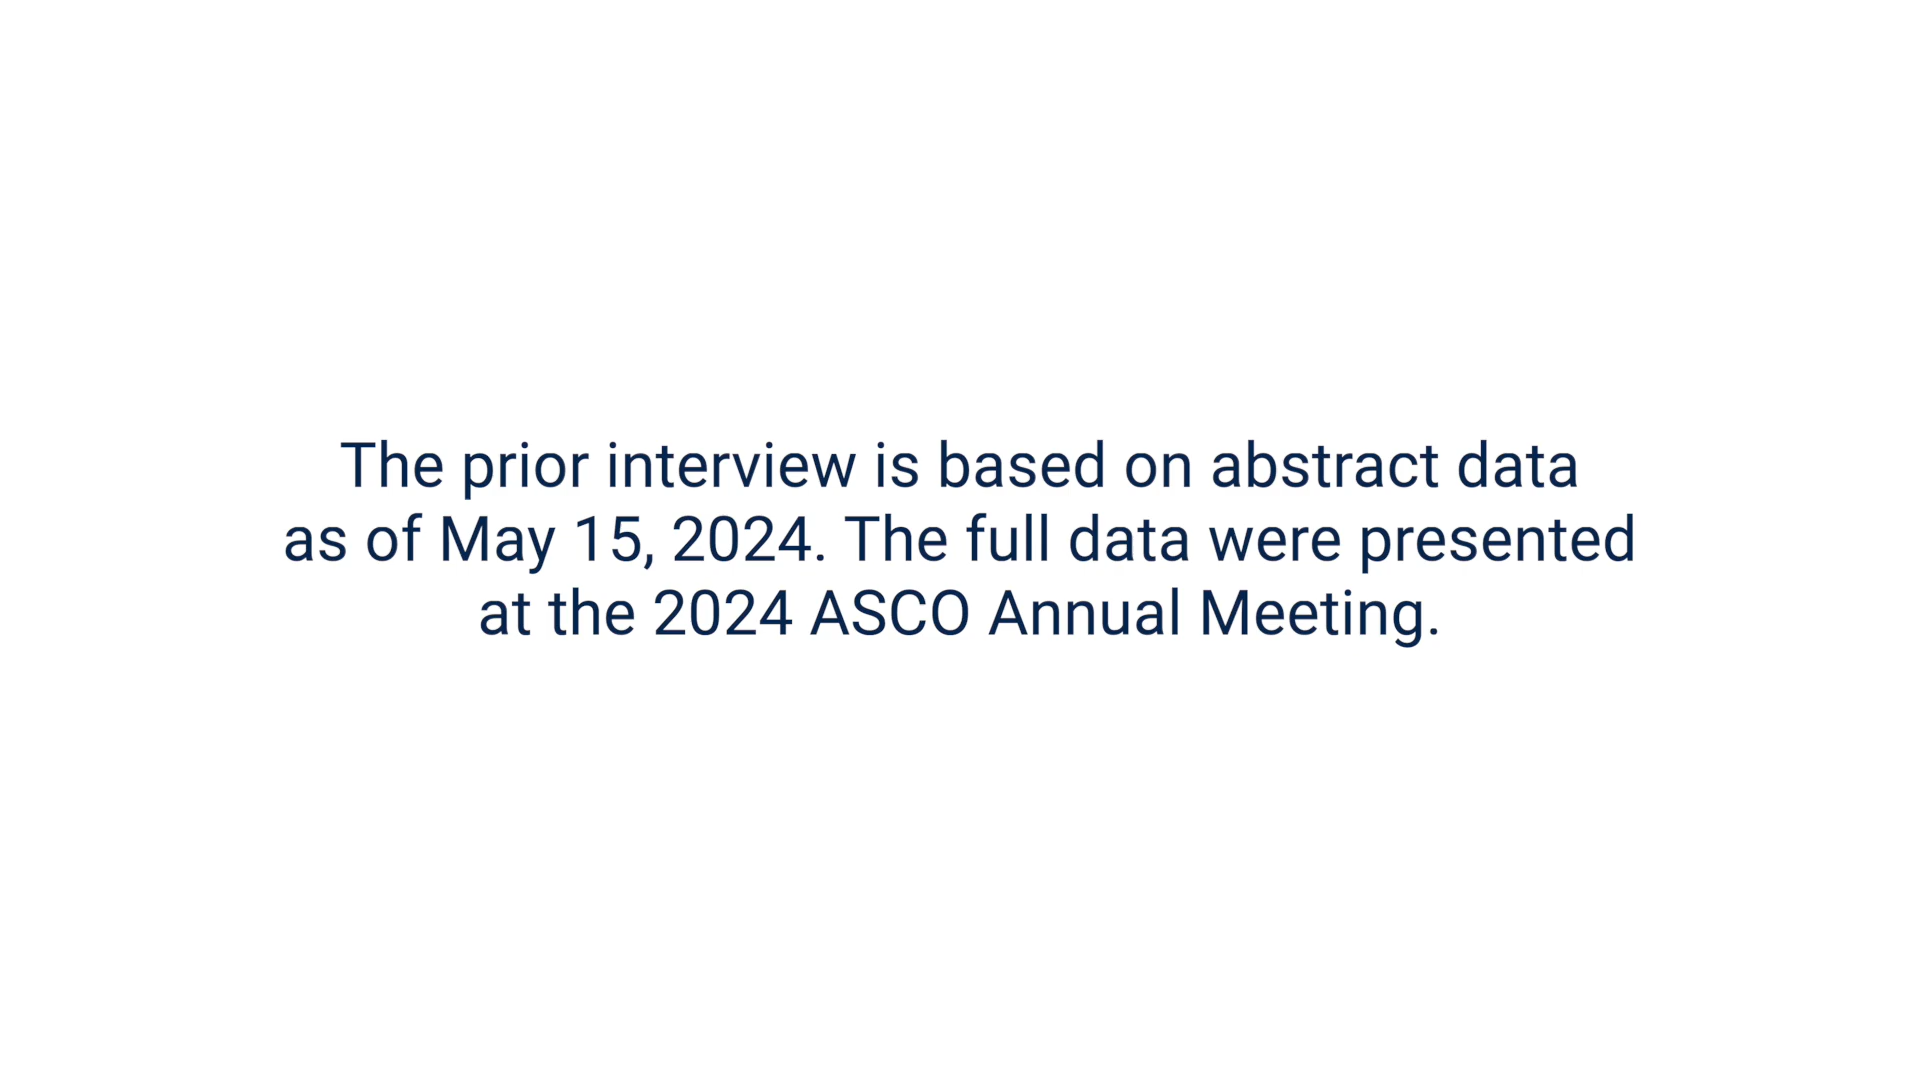 The prior interview is based on abstract data
as of May 15, 2024. The full data were presented
at the 2024 ASCO Annual Meeting.